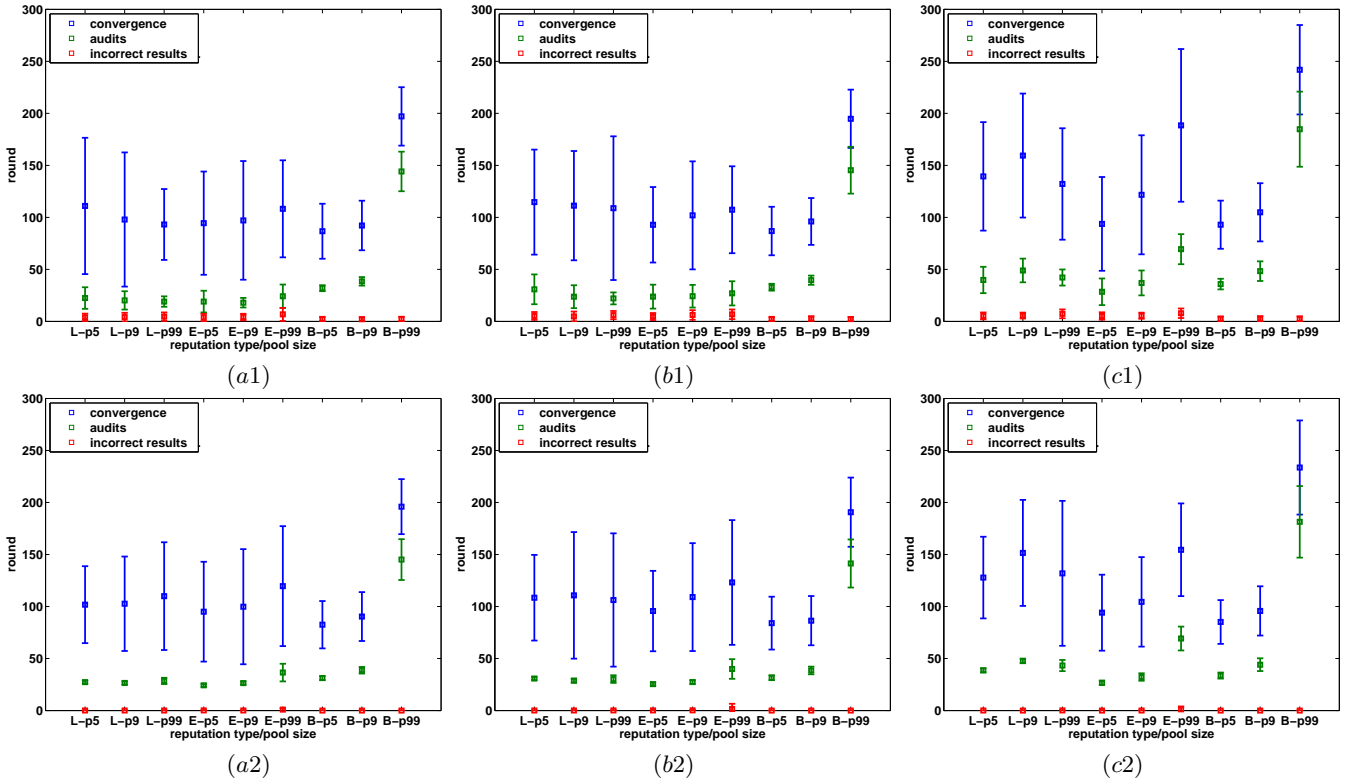 300
250
200
150
100
50
0
round
convergence
audits
incorrect results
L-p5 L-p9 L-p99 E-p5 E-p9 E-p99 B-p5 B-p9 B-p99
reputation type/pool size
(a1)
300
250
200
150
100
50
0
round
convergence
audits
incorrect results
L-p5 L-p9 L-p99 E-p5 E-p9 E-p99 B-p5 B-p9 B-p99
reputation type/pool size
(b1)
300
250
200
150
100
50
0
round
convergence
audits
incorrect results
L-p5 L-p9 L-p99 E-p5 E-p9 E-p99 B-p5 B-p9 B-p99
reputation type/pool size
(c1)
300
250
200
150
100
50
0
round
convergence
audits
incorrect results
L-p5 L-p9 L-p99 E-p5 E-p9 E-p99 B-p5 B-p9 B-p99
reputation type/pool size
(a2)
300
250
200
150
100
50
0
round
convergence
audits
incorrect results
L-p5 L-p9 L-p99 E-p5 E-p9 E-p99 B-p5 B-p9 B-p99
reputation type/pool size
(b2)
300
250
200
150
100
50
0
round
convergence
audits
incorrect results
L-p5 L-p9 L-p99 E-p5 E-p9 E-p99 B-p5 B-p9 B-p99
reputation type/pool size
(c2)